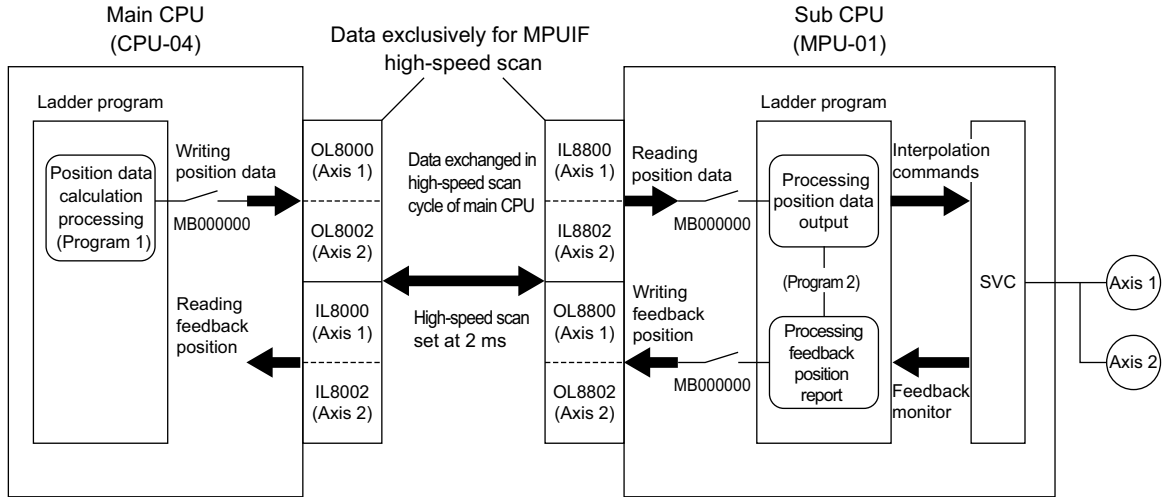 Main CPU
(CPU-04)
Data exclusively for MPUIF
high-speed scan
Sub CPU
(MPU-01)
Ladder program
Position data
calculation
processing
(Program 1)
Writing
position data
MB000000
Reading
feedback
position
OL8000
(Axis 1)
OL8002
(Axis 2)
IL8000
(Axis 1)
IL8002
(Axis 2)
Data exchanged in
high-speed scan
cycle of main CPU
High-speed scan
set at 2 ms
IL8800
(Axis 1)
IL8802
(Axis 2)
OL8800
(Axis 1)
OL8802
(Axis 2)
Reading
position data
MB000000
Writing
feedback
position
MB000000
Ladder program
Processing
position data
output
(Program 2)
Processing
feedback
position
report
Interpolation
commands
Feedback
monitor
SVC
Axis 1
Axis 2